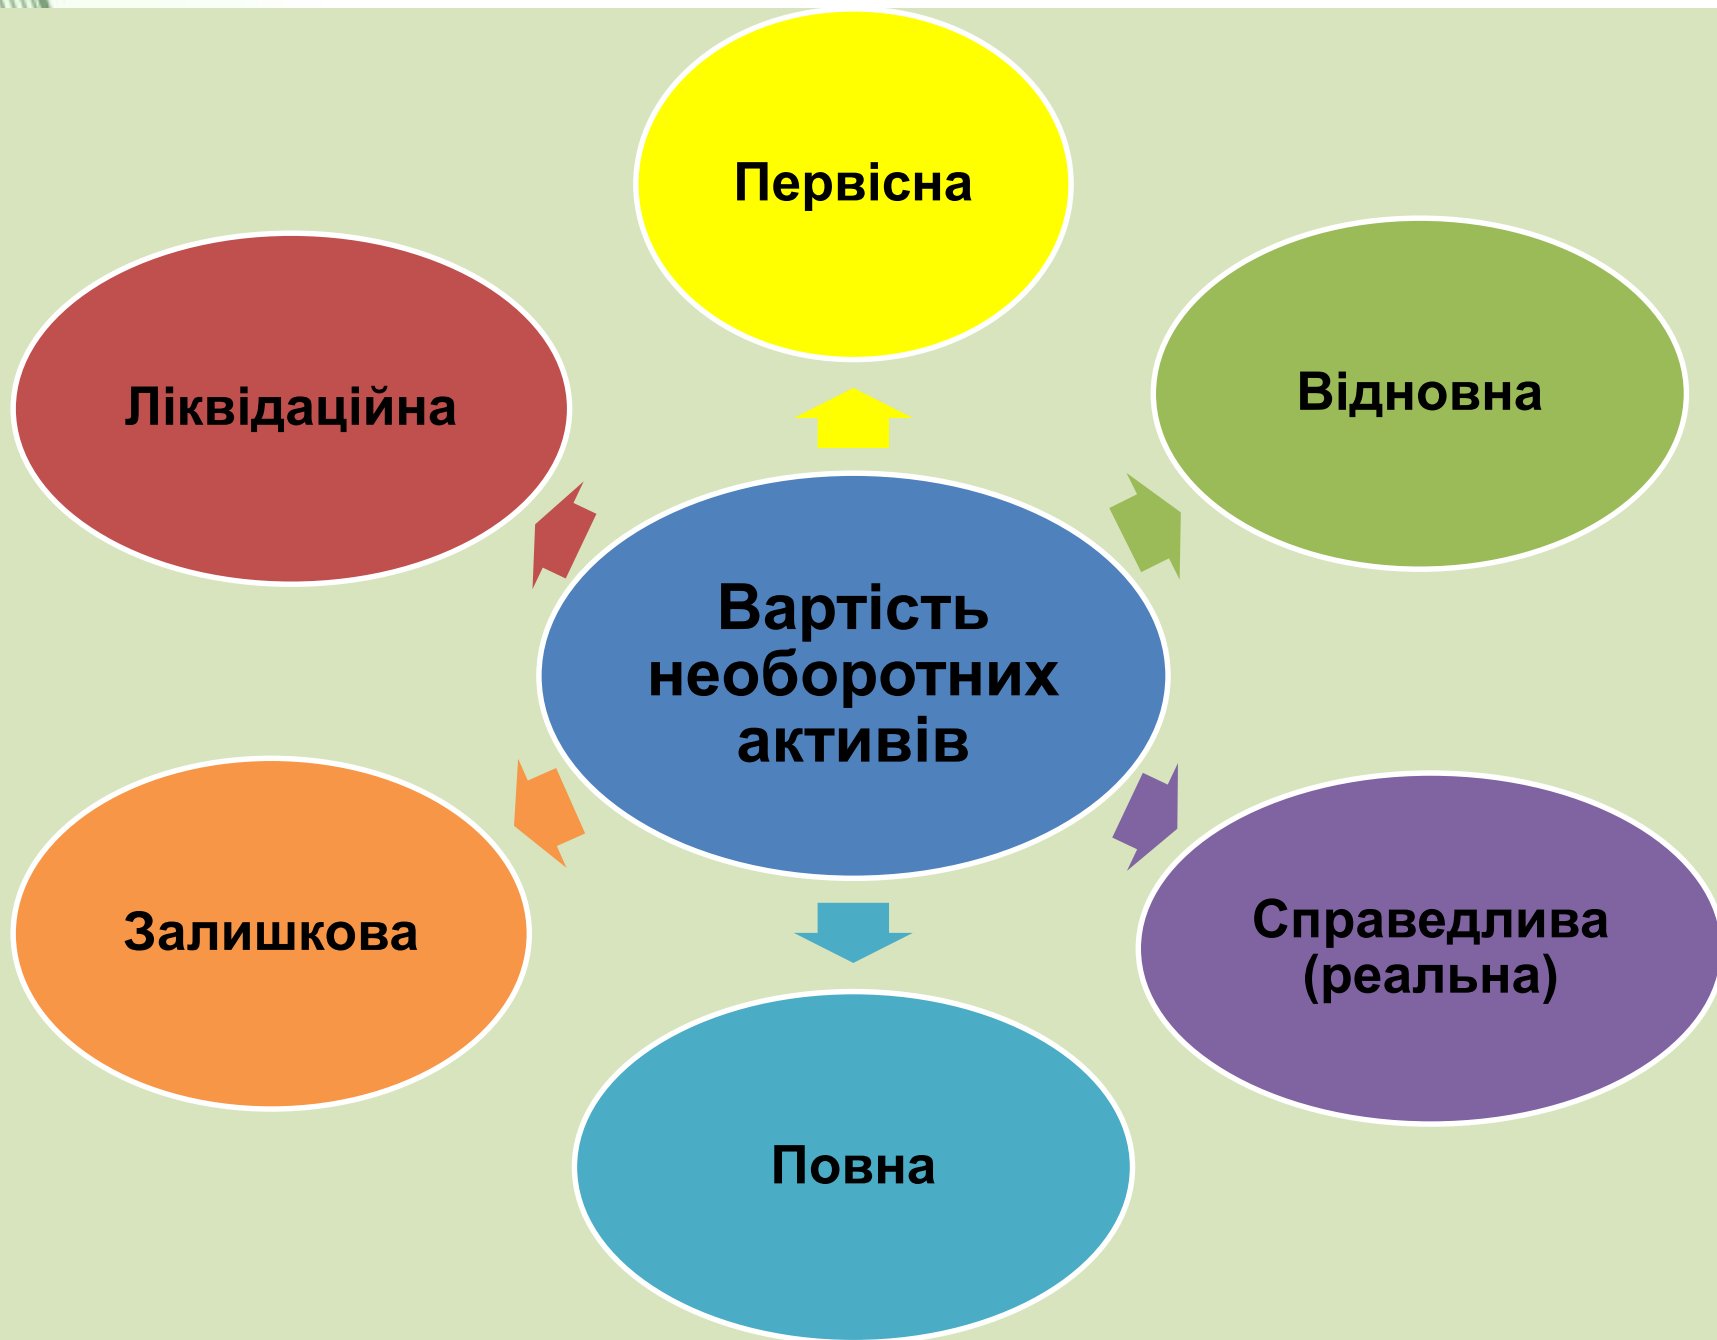 Первісна
Ліквідаційна
Відновна
Вартість
необоротних
активів
Залишкова
Справедлива
(реальна)
Повна